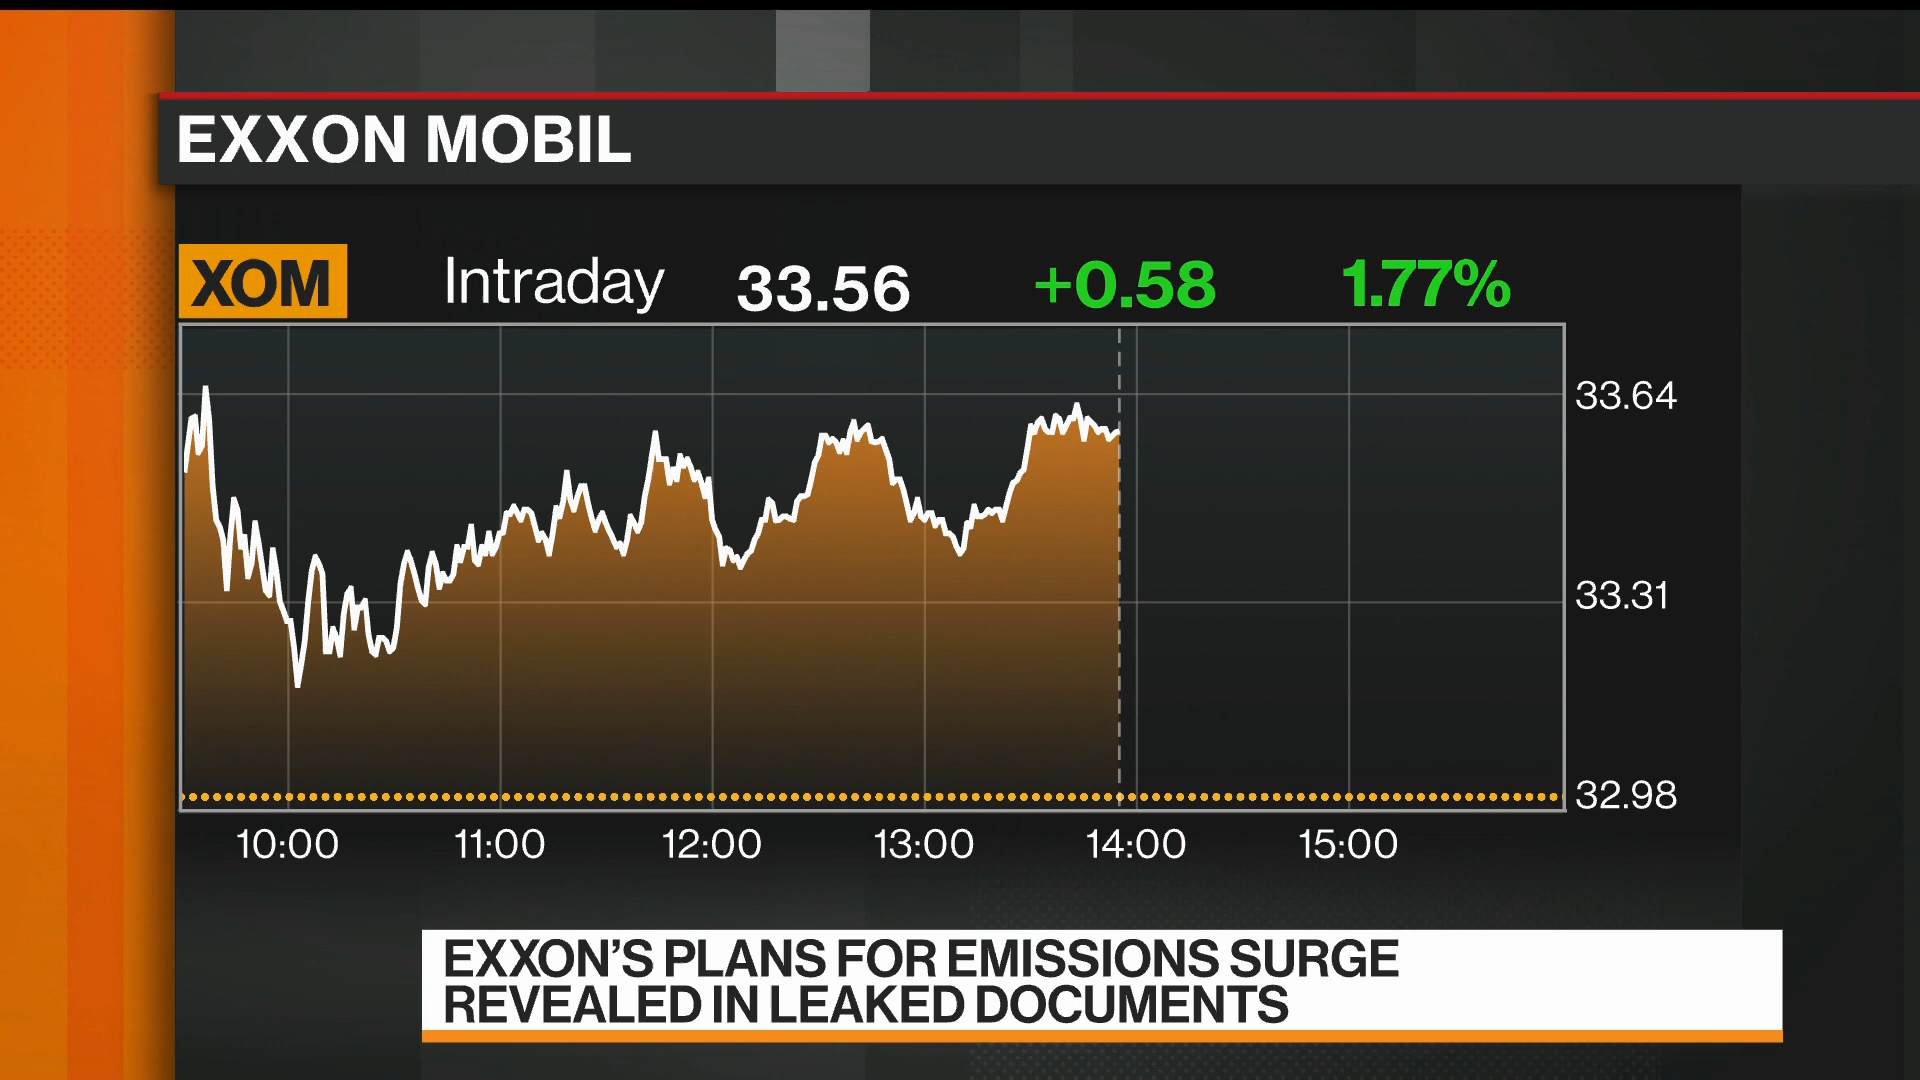 EXXON MOBIL
XOM Intraday 33.56 +0.58 1.77%
33.64
33.31
32.98
10:00 11:00 12:00 13:00 14:00 15:00
EXXON'S PLANS FOR EMISSIONS SURGE
REVEALED IN LEAKED DOCUMENTS